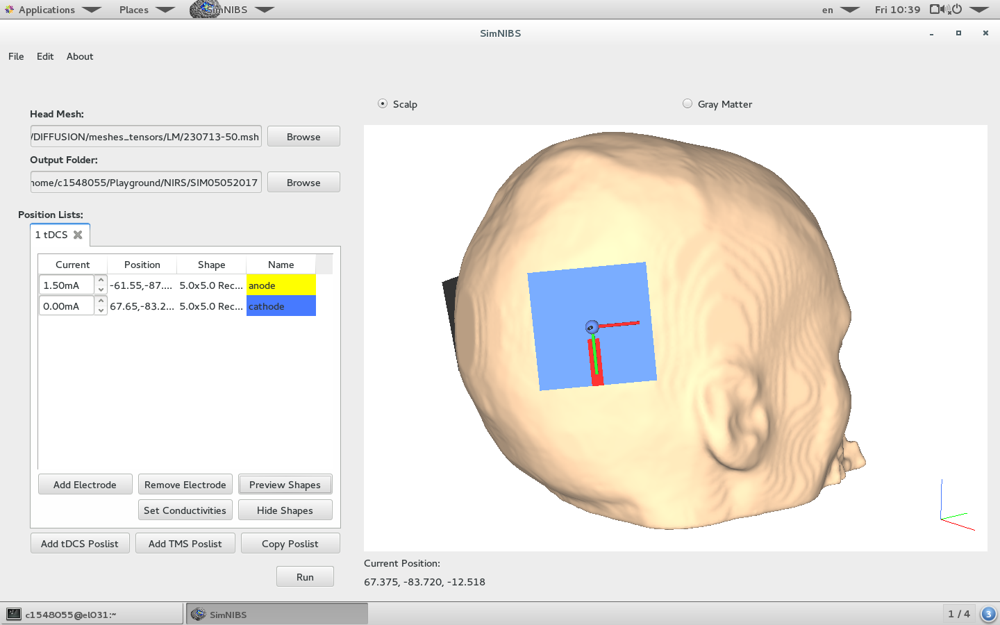 Applications Places SimNIBS en Fri 10:39
SimNIBS
File Edit About
Scalp Gray Matter
Head Mesh:
/DIFFUSION/meshes_tensors/LM/230713-50.msh Browse
Output Folder:
home/c1548055/Playground/NIRS/SIM05052017 Browse
Position Lists:
1 tDCS
Current Position Shape Name
1.50mA -61.55,-87.... 5.0x5.0 Rec... anode
0.00mA 67.65,-83.2... 5.0x5.0 Rec... cathode
Add Electrode Remove Electrode Preview Shapes
Set Conductivities Hide Shapes
Add tDCS Poslist Add TMS Poslist Copy Poslist
Run
Current Position:
67.375, -83.720, -12.518
c1548055@el031:~ SimNIBS 1 / 4 3